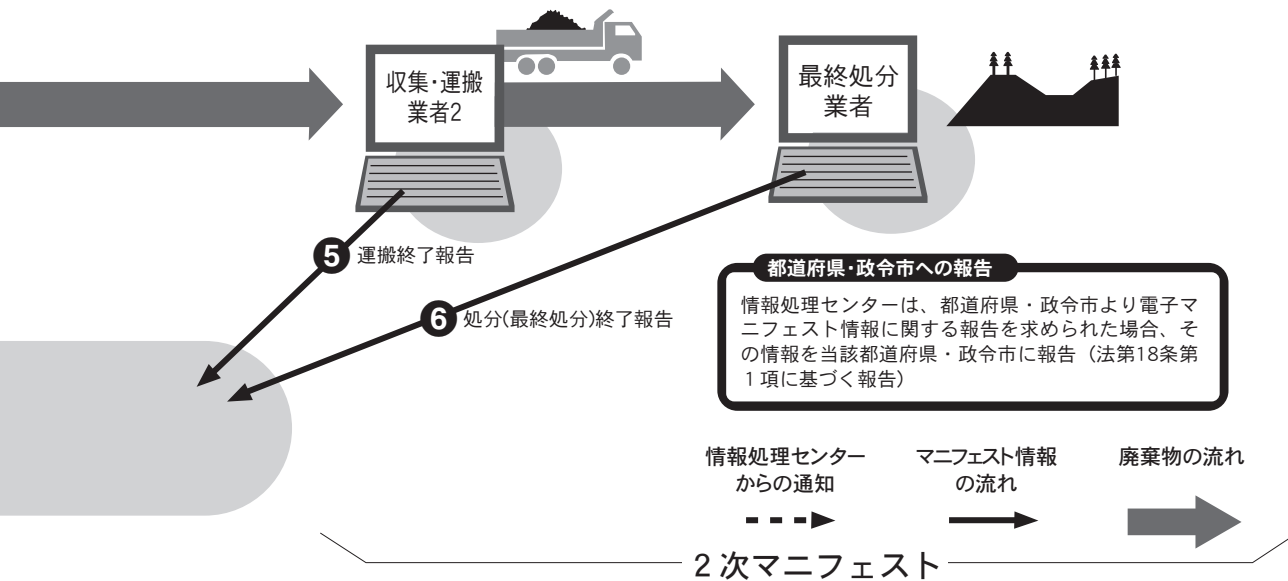 収集・運搬
業者2
最終処分
業者
5 運搬終了報告
6 処分(最終処分)終了報告
都道府県・政令市への報告
情報処理センターは、都道府県・政令市より電子マ
ニフェスト情報に関する報告を求められた場合、そ
の情報を当該都道府県・政令市に報告（法第18条第
１項に基づく報告）
情報処理センター
からの通知
マニフェスト情報
の流れ
廃棄物の流れ
２次マニフェスト